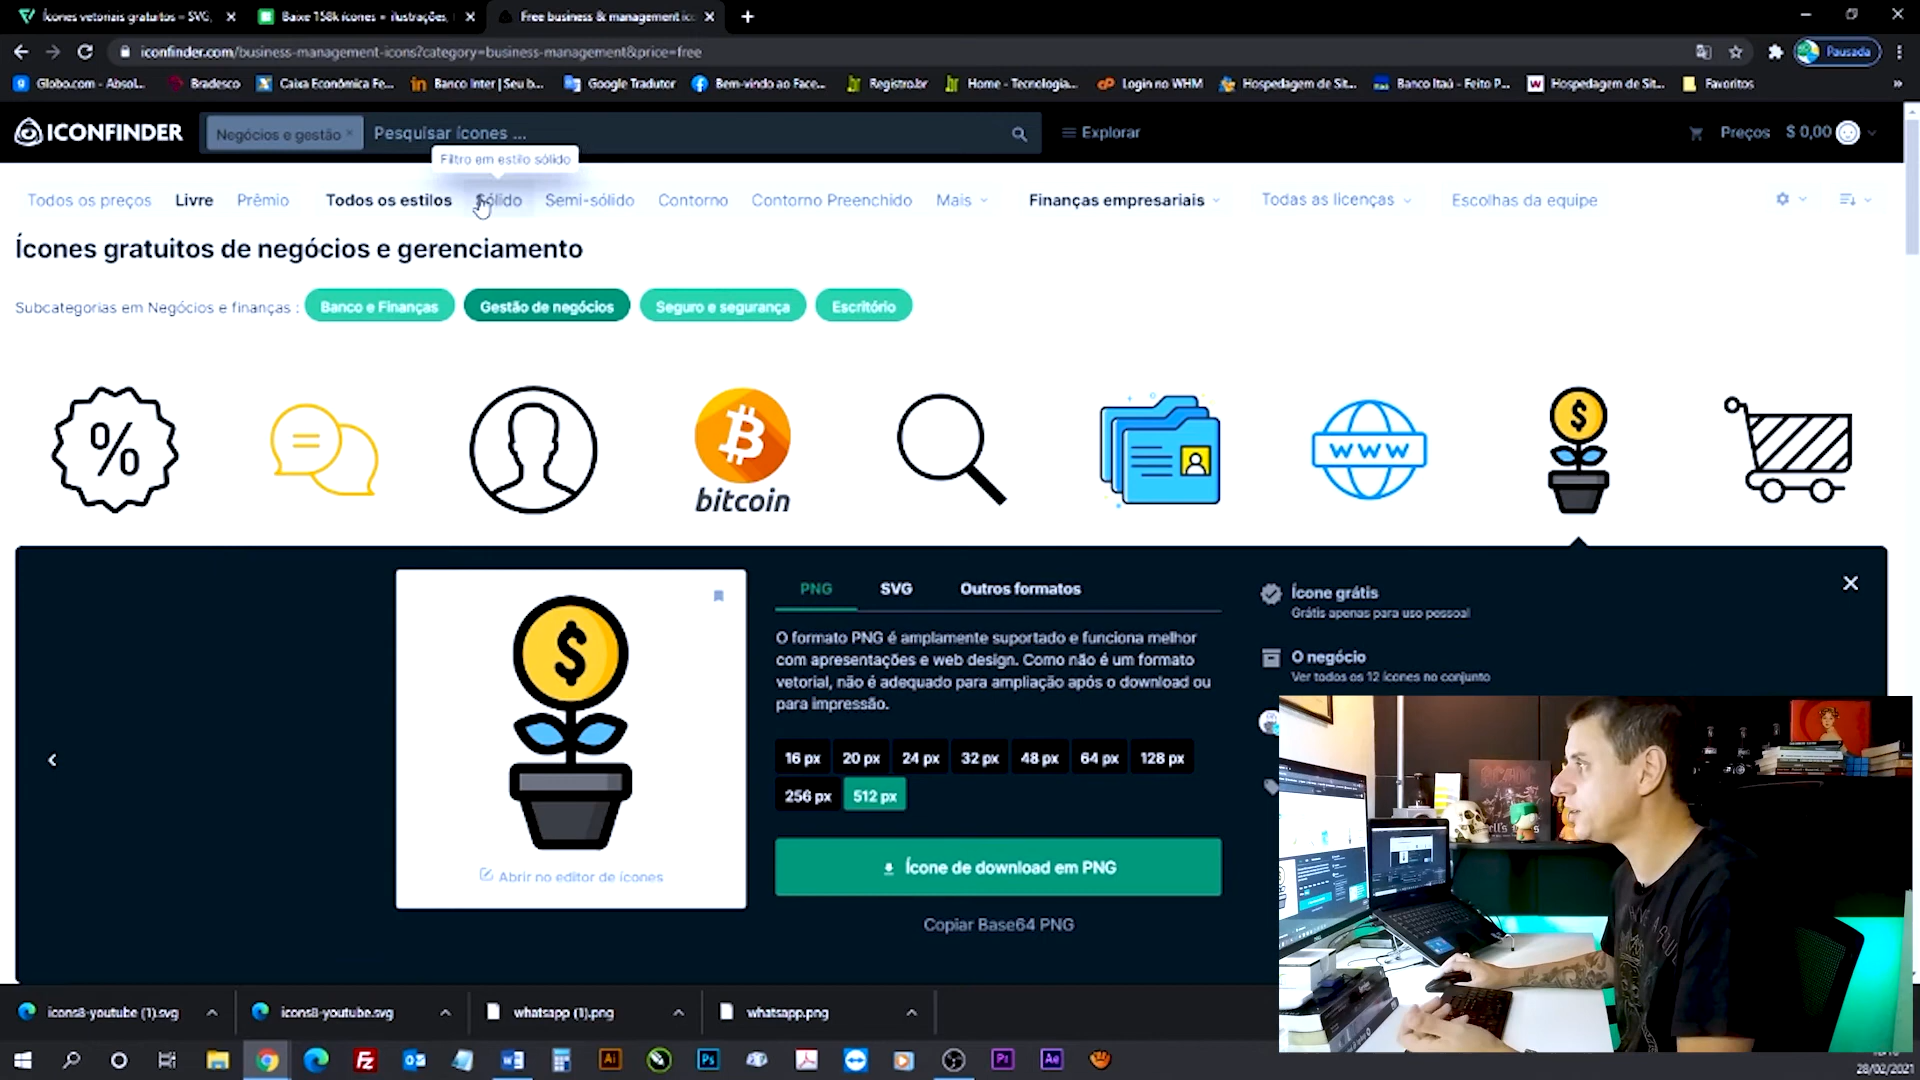 Ícones vetoriais gratuitos - SVG,
Baixe 158k ícones + ilustrações,
Free business & management ic
iconfinder.com/business-management-icons?category=business-management&price=free
Pausada
Globo.com - Absol...
Bradesco
Caixa Econômica Fe...
Banco Inter | Seu b...
Google Tradutor
Bem-vindo ao Face...
Registro.br
Home - Tecnologia...
Login no WHM
Hospedagem de Sit...
Banco Itaú - Feito P...
Hospedagem de Sit...
Favoritos
ICONFINDER
Negócios e gestão ×
Pesquisar ícones ...
Explorar
Preços
$ 0,00
Filtro em estilo sólido
Todos os preços
Livre
Prêmio
Todos os estilos
Sólido
Semi-sólido
Contorno
Contorno Preenchido
Mais
Finanças empresariais
Todas as licenças
Escolhas da equipe
Ícones gratuitos de negócios e gerenciamento
Subcategorias em Negócios e finanças :
Banco e Finanças
Gestão de negócios
Seguro e segurança
Escritório
%
bitcoin
WWW
$
$
Abrir no editor de ícones
PNG
SVG
Outros formatos
O formato PNG é amplamente suportado e funciona melhor
com apresentações e web design. Como não é um formato
vetorial, não é adequado para ampliação após o download ou
para impressão.
16 px
20 px
24 px
32 px
48 px
64 px
128 px
256 px
512 px
Ícone de download em PNG
Copiar Base64 PNG
Ícone grátis
Grátis apenas para uso pessoal
O negócio
Ver todos os 12 ícones no conjunto
icons8-youtube (1).svg
icons8-youtube.svg
whatsapp (1).png
whatsapp.png
28/02/2021